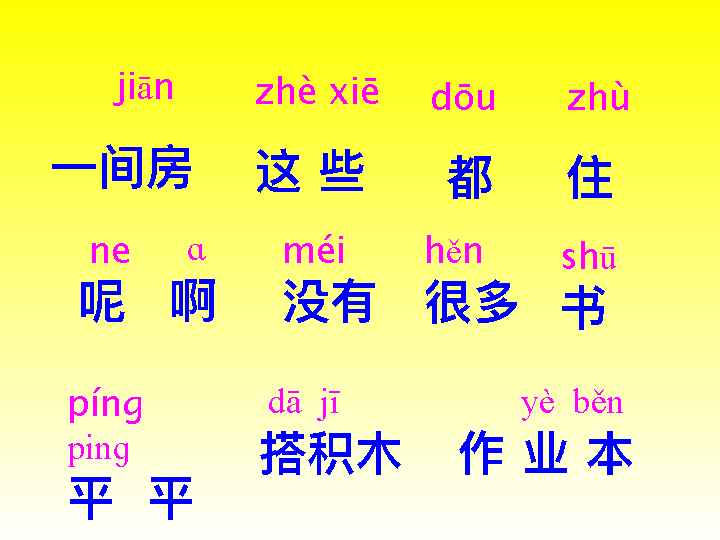 jiān zhè xiē dōu zhù
一间房 这 些 都 住
ne ɑ méi hěn shū
呢 啊 没有 很多 书
píng dā jī yè běn
ping
平 平 搭积木 作 业 本